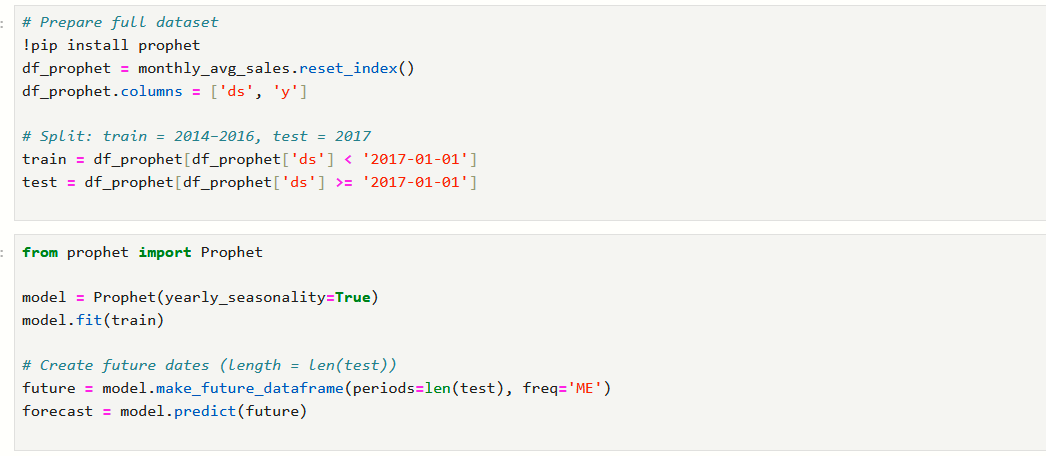 # Prepare full dataset
!pip install prophet
df_prophet = monthly_avg_sales.reset_index()
df_prophet.columns = ['ds', 'y']
# Split: train = 2014–2016, test = 2017
train = df_prophet[df_prophet['ds'] < '2017-01-01']
test = df_prophet[df_prophet['ds'] >= '2017-01-01']
from prophet import Prophet
model = Prophet(yearly_seasonality=True)
model.fit(train)
# Create future dates (length = len(test))
future = model.make_future_dataframe(periods=len(test), freq='ME')
forecast = model.predict(future)